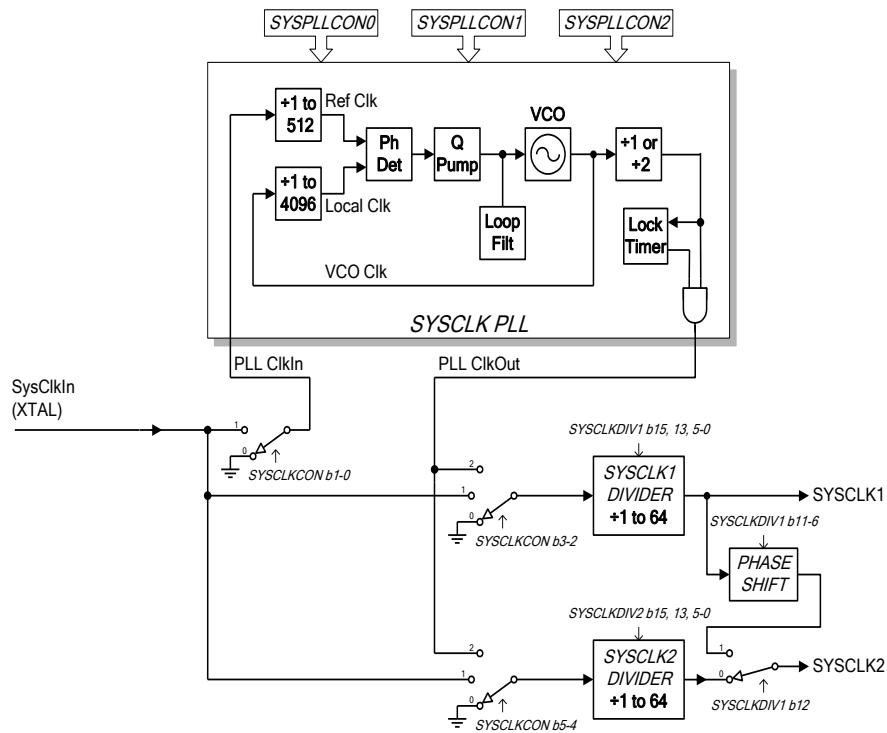 SYSPLLCON0
SYSPLLCON1
SYSPLLCON2
+1 to
512
Ref Clk
+1 to
4096
Local Clk
Ph
Det
Q
Pump
VCO
Loop
Filt
+1 or
+2
Lock
Timer
VCO Clk
SYSCLK PLL
PLL ClkIn
PLL ClkOut
SysClkIn
(XTAL)
1
0
SYSCLKCON b1-0
SYSCLKDIV1 b15, 13, 5-0
2
1
0
SYSCLKCON b3-2
SYSCLK1
DIVIDER
+1 to 64
SYSCLK1
SYSCLKDIV1 b11-6
PHASE
SHIFT
SYSCLKDIV2 b15, 13, 5-0
2
1
0
SYSCLKCON b5-4
SYSCLK2
DIVIDER
+1 to 64
1
0
SYSCLK2
SYSCLKDIV1 b12